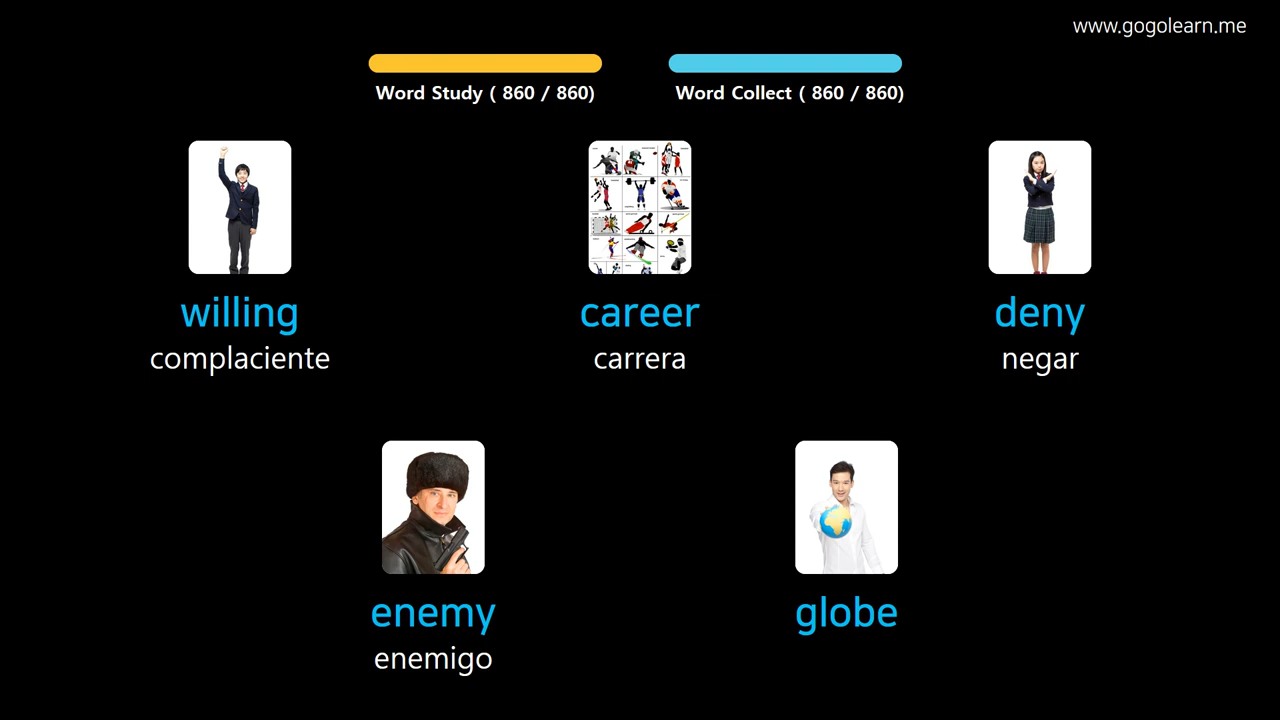 www.gogolearn.me
Word Study ( 860 / 860)
Word Collect ( 860 / 860)
willing
complaciente
career
carrera
deny
negar
enemy
enemigo
globe